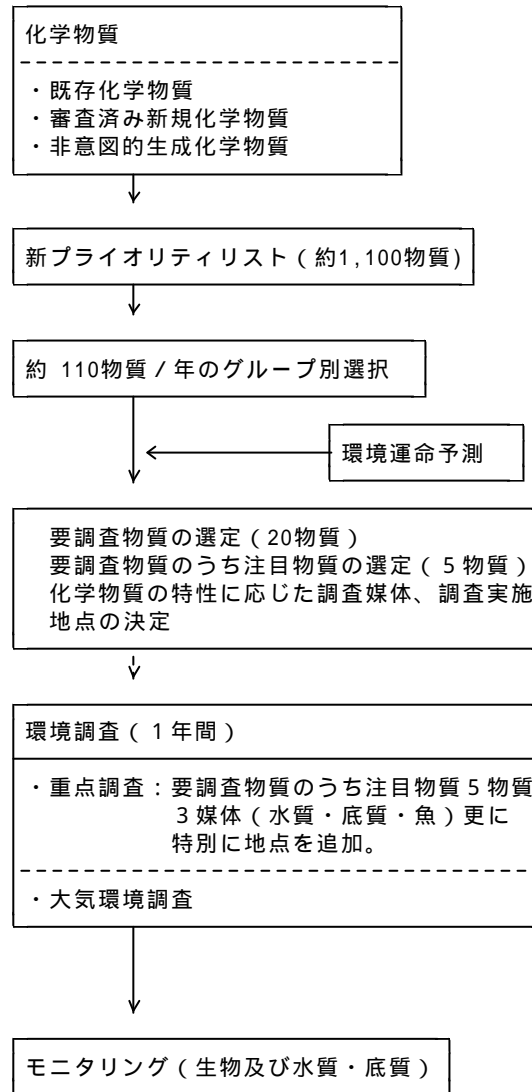 化学物質
・既存化学物質
・審査済み新規化学物質
・非意図的生成化学物質
新プライオリティリスト(約1,100物質)
約 110物質/年のグループ別選択
環境運命予測
要調査物質の選定(20物質)
要調査物質のうち注目物質の選定(5物質)
化学物質の特性に応じた調査媒体、調査実施
地点の決定
環境調査(1年間)
・重点調査:要調査物質のうち注目物質5物質
3媒体(水質・底質・魚)更に
特別に地点を追加。
・大気環境調査
モニタリング(生物及び水質・底質)